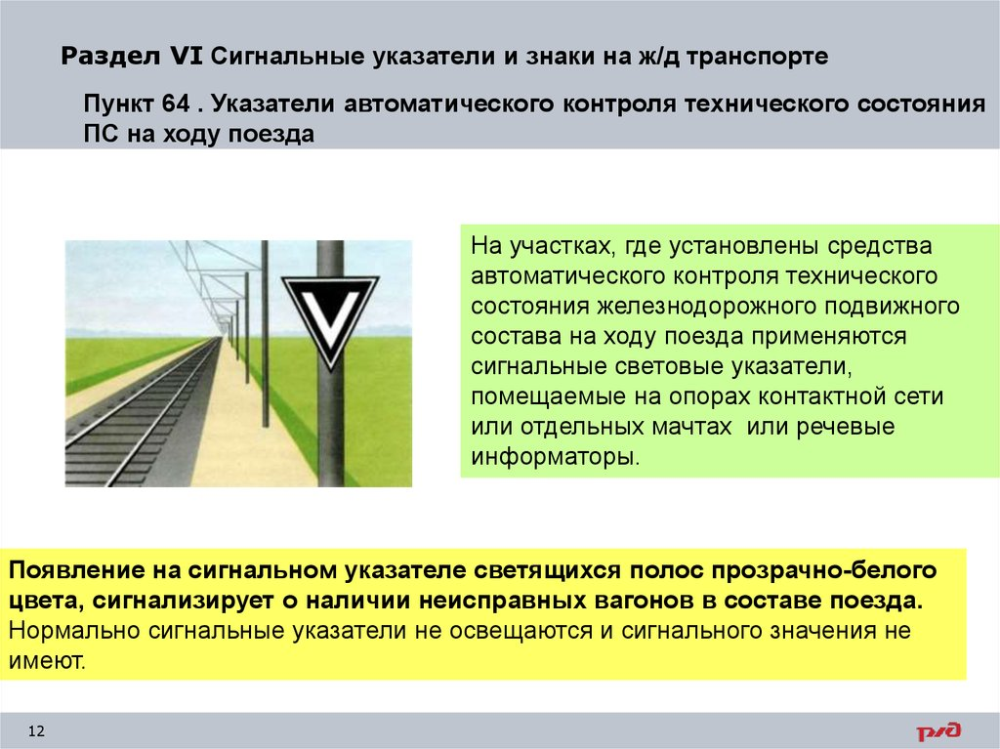 Раздел VI Сигнальные указатели и знаки на ж/д транспорте
Пункт 64 . Указатели автоматического контроля технического состояния
ПС на ходу поезда
На участках, где установлены средства
автоматического контроля технического
состояния железнодорожного подвижного
состава на ходу поезда применяются
сигнальные световые указатели,
помещаемые на опорах контактной сети
или отдельных мачтах или речевые
информаторы.
Появление на сигнальном указателе светящихся полос прозрачно-белого
цвета, сигнализирует о наличии неисправных вагонов в составе поезда.
Нормально сигнальные указатели не освещаются и сигнального значения не
имеют.
12
ржд